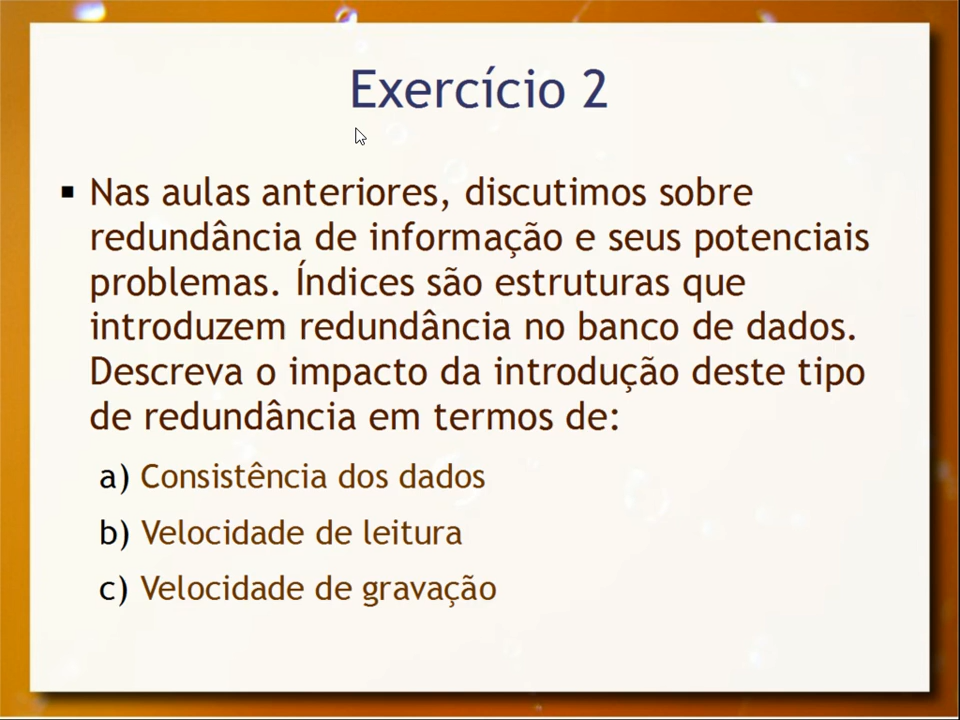 Exercício 2
▪ Nas aulas anteriores, discutimos sobre
redundância de informação e seus potenciais
problemas. Índices são estruturas que
introduzem redundância no banco de dados.
Descreva o impacto da introdução deste tipo
de redundância em termos de:
a) Consistência dos dados
b) Velocidade de leitura
c) Velocidade de gravação